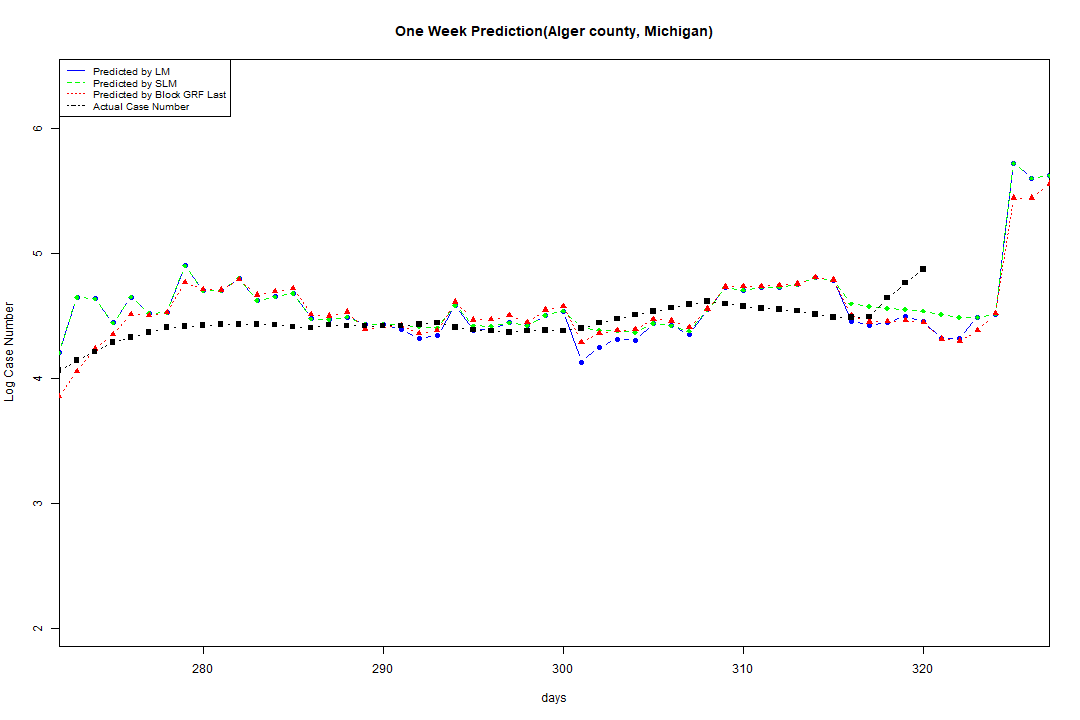 One Week Prediction(Alger county, Michigan)
Predicted by LM
Predicted by SLM
Predicted by Block GRF Last
Actual Case Number
6
5
4
3
2
Log Case Number
280 290 300 310 320
days